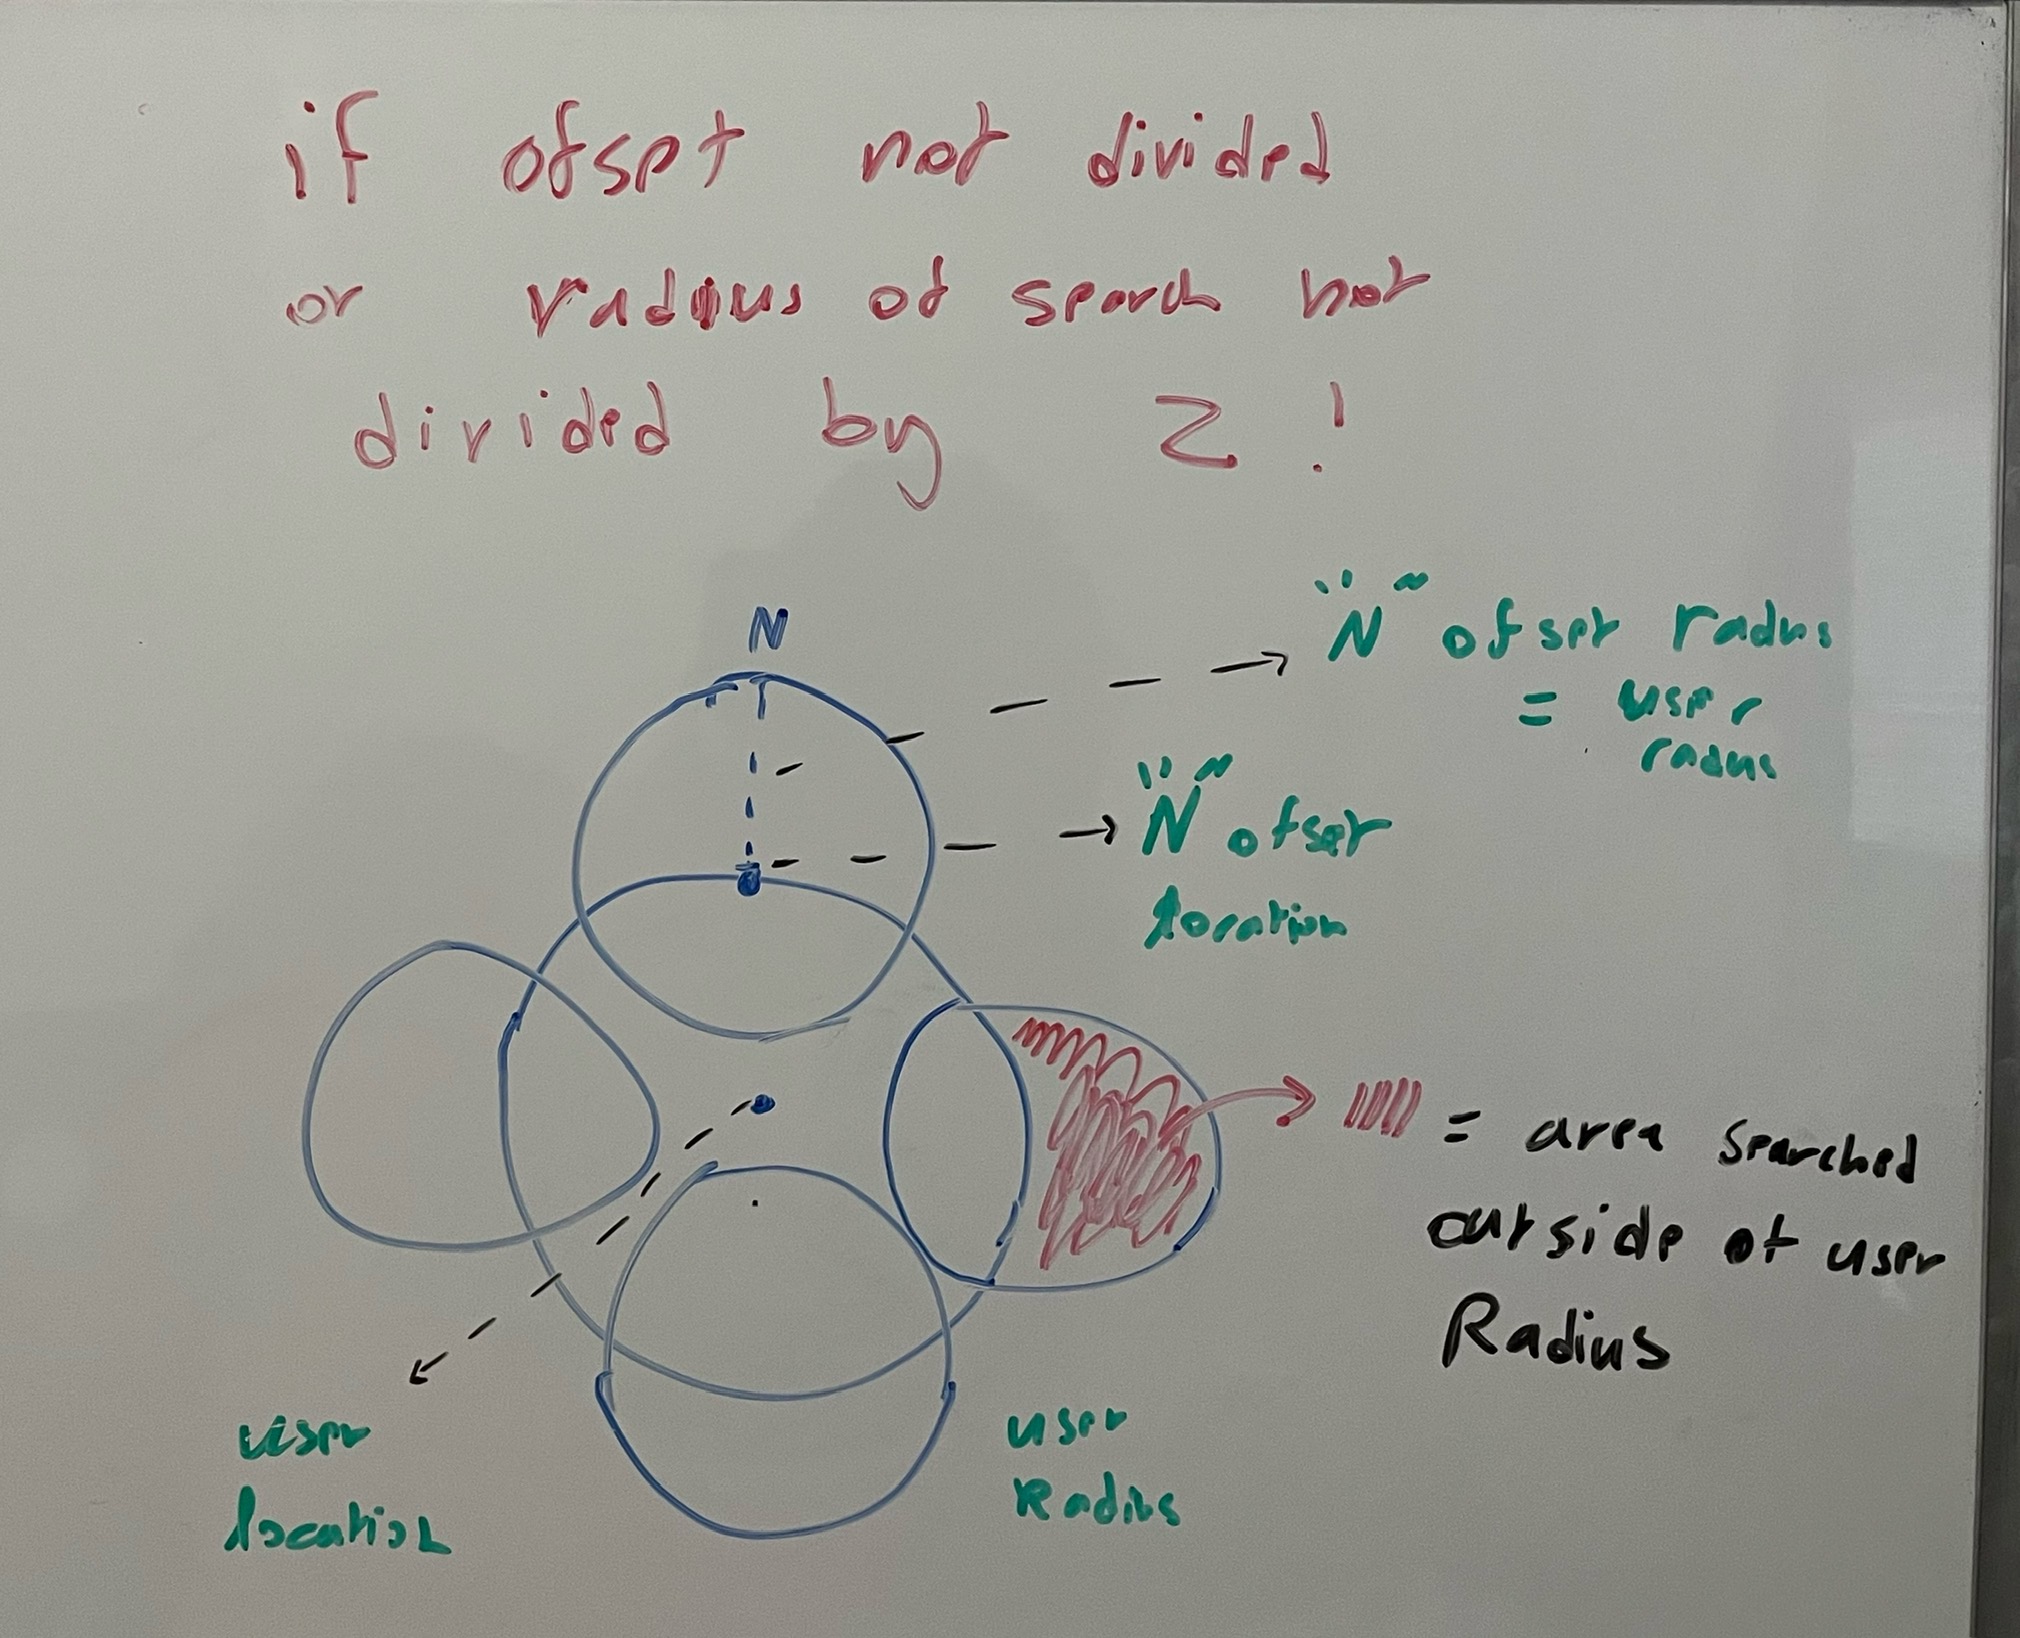 if ofset not divided
or radius of search not
divided by 2 !
N
"N" ofset radius
= user
radius
"N" ofset
location
= area searched
outside of user
Radius
user
location
user
Radius